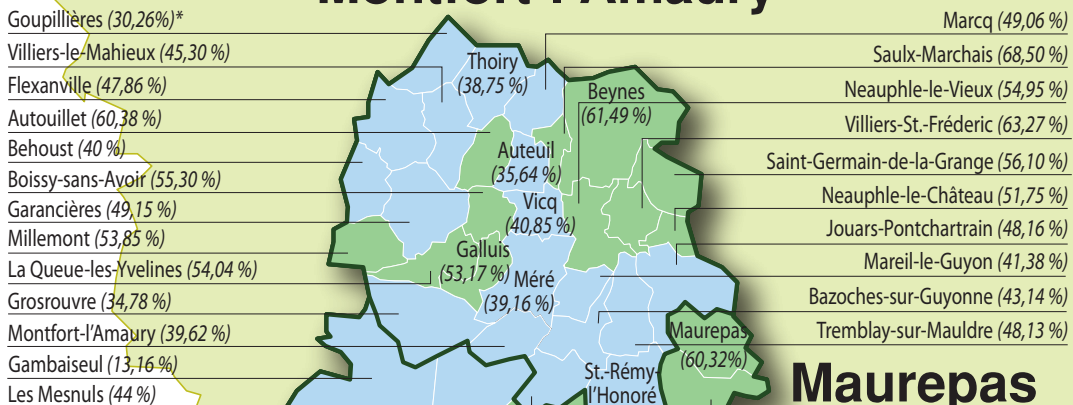 Montfort-l'Amaury
Goupillières (30,26%)*
Villiers-le-Mahieux (45,30 %)
Flexanville (47,86 %)
Autouillet (60,38 %)
Behoust (40 %)
Boissy-sans-Avoir (55,30 %)
Garancières (49,15 %)
Millemont (53,85 %)
La Queue-les-Yvelines (54,04 %)
Grosrouvre (34,78 %)
Montfort-l'Amaury (39,62 %)
Gambaiseul (13,16 %)
Les Mesnuls (44 %)
Thoiry
(38,75 %)
Beynes
(61,49 %)
Auteuil
(35,64 %)
Vicq
(40,85 %)
Galluis
(53,17 %)
Méré
(39,16 %)
Maurepas
(60,32%)
St.-Rémy-
l'Honoré
Marcq (49,06 %)
Saulx-Marchais (68,50 %)
Neauphle-le-Vieux (54,95 %)
Villiers-St.-Fréderic (63,27 %)
Saint-Germain-de-la-Grange (56,10 %)
Neauphle-le-Château (51,75 %)
Jouars-Pontchartrain (48,16 %)
Mareil-le-Guyon (41,38 %)
Bazoches-sur-Guyonne (43,14 %)
Tremblay-sur-Mauldre (48,13 %)
Maurepas